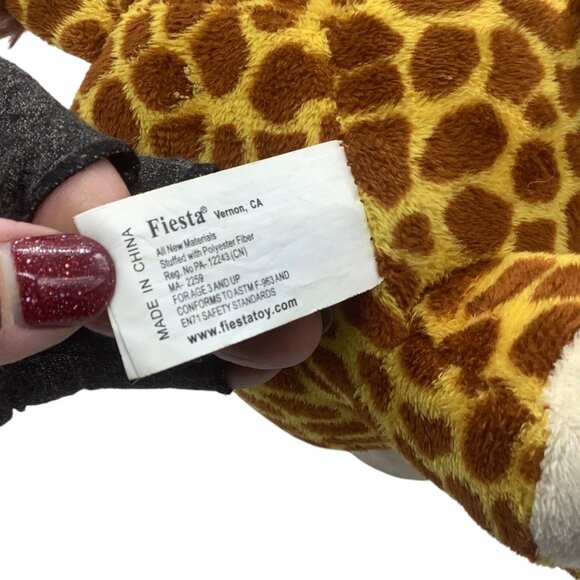 Fiesta® Vernon, CA
All New Materials
Stuffed with Polyester Fiber
Reg. No PA- 12243 (CN)
MA- 2259
FOR AGE 3 AND UP
CONFORMS TO ASTM F-963 AND
EN71 SAFETY STANDARDS
www.fiestatoy.com
MADE IN CHINA